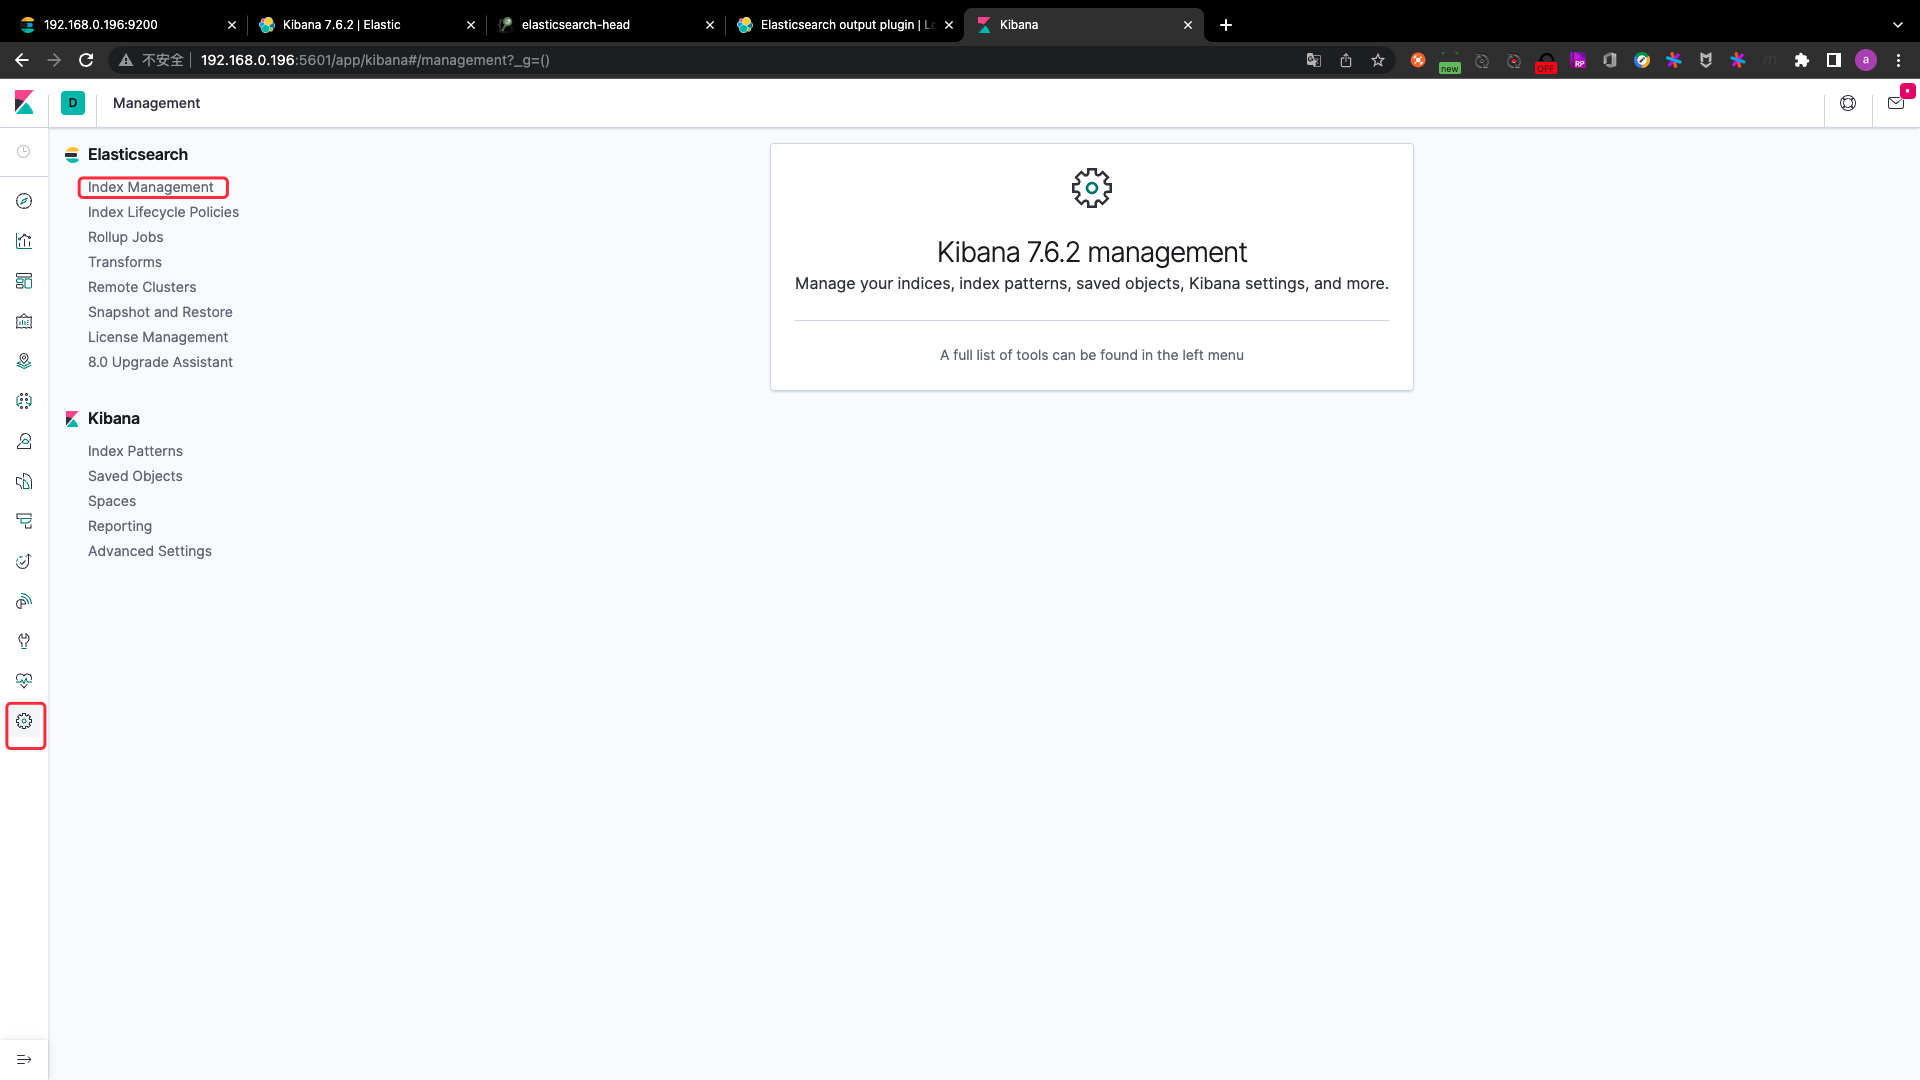 192.168.0.196:9200
Kibana 7.6.2 | Elastic
elasticsearch-head
Elasticsearch output plugin | Lo
Kibana
不安全
192.168.0.196:5601/app/kibana#/management?_g=()
new
OFF
RP
a
D
Management
Elasticsearch
Index Management
Index Lifecycle Policies
Rollup Jobs
Transforms
Remote Clusters
Snapshot and Restore
License Management
8.0 Upgrade Assistant
Kibana
Index Patterns
Saved Objects
Spaces
Reporting
Advanced Settings
Kibana 7.6.2 management
Manage your indices, index patterns, saved objects, Kibana settings, and more.
A full list of tools can be found in the left menu